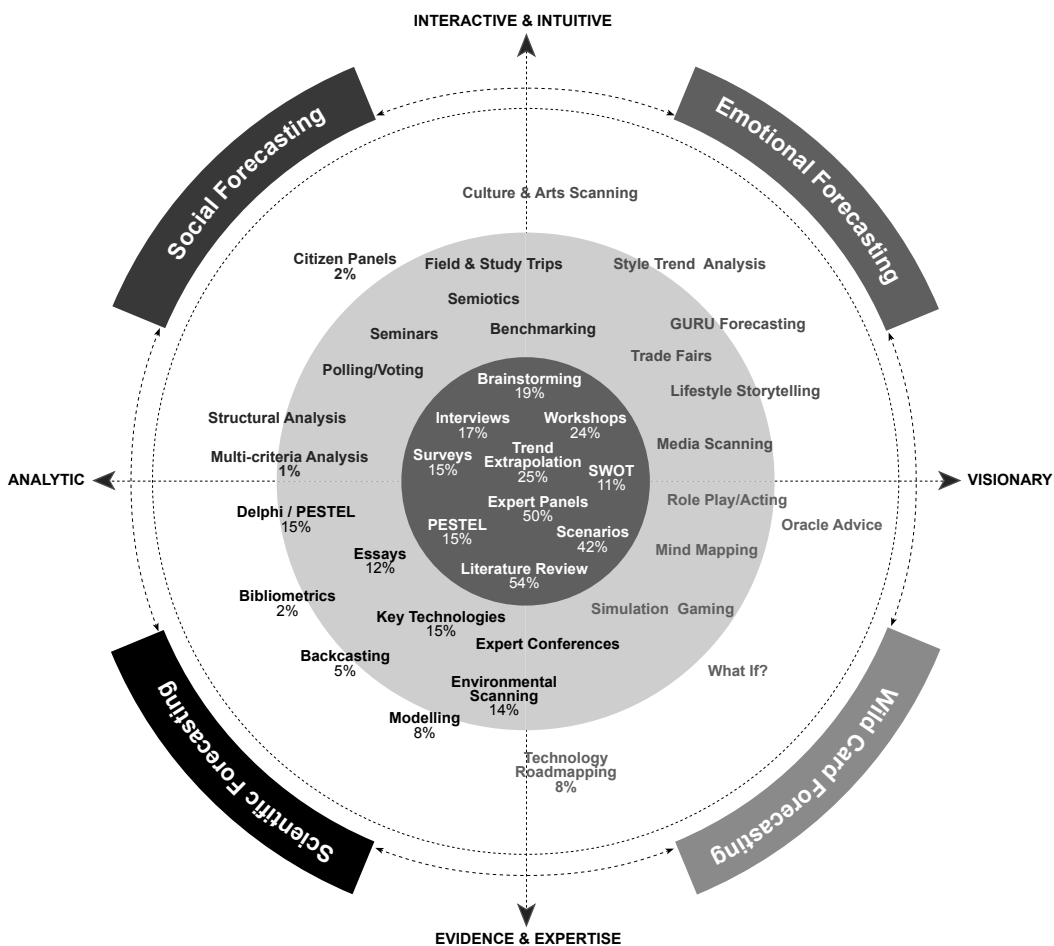 INTERACTIVE & INTUITIVE
Social Forecasting
Emotional Forecasting
Culture & Arts Scanning
Citizen Panels
2%
Field & Study Trips
Style Trend Analysis
Semiotics
Seminars
Benchmarking
GURU Forecasting
Trade Fairs
Polling/Voting
Brainstorming
19%
Lifestyle Storytelling
Structural Analysis
Interviews
17%
Workshops
24%
Media Scanning
Multi-criteria Analysis
1%
Surveys
15%
Trend
Extrapolation
25%
SWOT
11%
ANALYTIC
VISIONARY
Delphi / PESTEL
15%
Expert Panels
50%
Role Play/Acting
Oracle Advice
PESTEL
15%
Scenarios
42%
Essays
12%
Mind Mapping
Literature Review
54%
Bibliometrics
2%
Key Technologies
15%
Simulation Gaming
Expert Conferences
Backcasting
5%
What If?
Environmental
Scanning
14%
Modelling
8%
Technology
Roadmapping
8%
Scientific Forecasting
Wild Card Forecasting
EVIDENCE & EXPERTISE